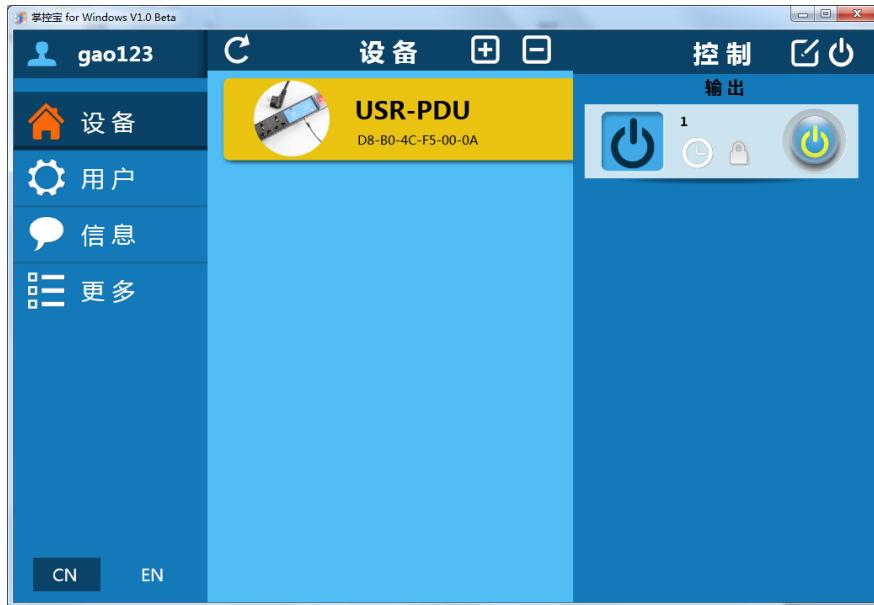 掌控宝 for Windows V1.0 Beta
gao123
设备
用户
信息
更多
CN
EN
设备
USR-PDU
D8-B0-4C-F5-00-0A
控制
输出
1